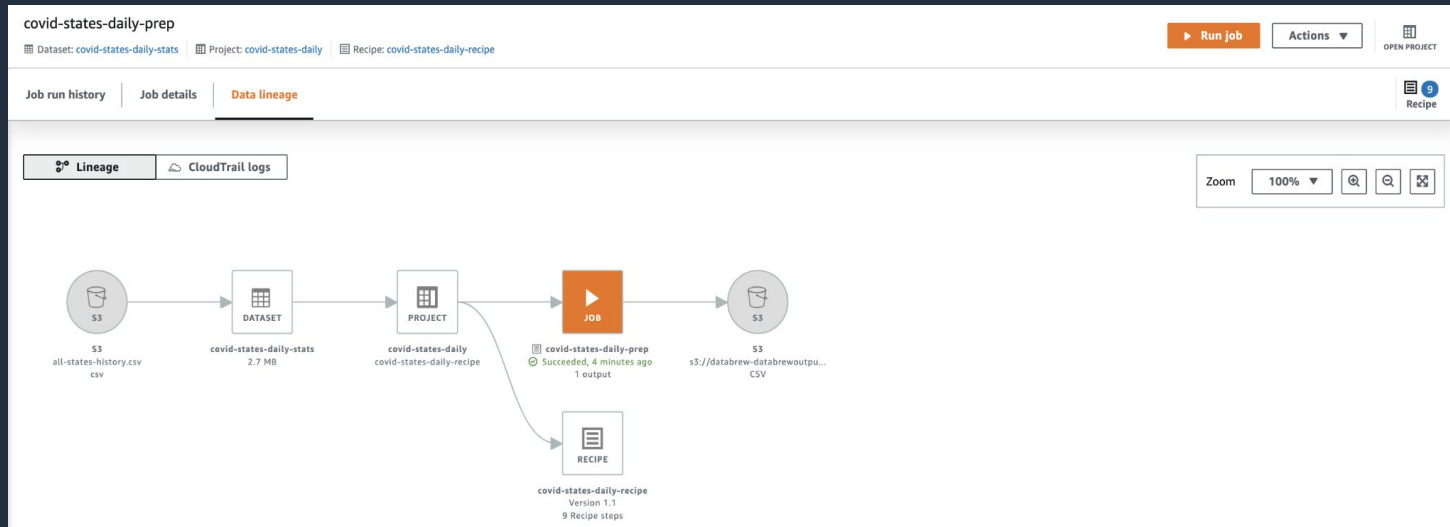 covid-states-daily-prep
Dataset: covid-states-daily-stats Project: covid-states-daily Recipe: covid-states-daily-recipe
Run job Actions OPEN PROJECT
Job run history Job details Data lineage 9 Recipe
Lineage CloudTrail logs
Zoom 100%
S3 DATASET PROJECT JOB S3
S3 covid-states-daily-stats covid-states-daily covid-states-daily-prep S3
all-states-history.csv 2.7 MB covid-states-daily-recipe Succeeded, 4 minutes ago s3://databrew-databrewoutpu...
csv 1 output CSV
RECIPE
covid-states-daily-recipe
Version 1.1
9 Recipe steps